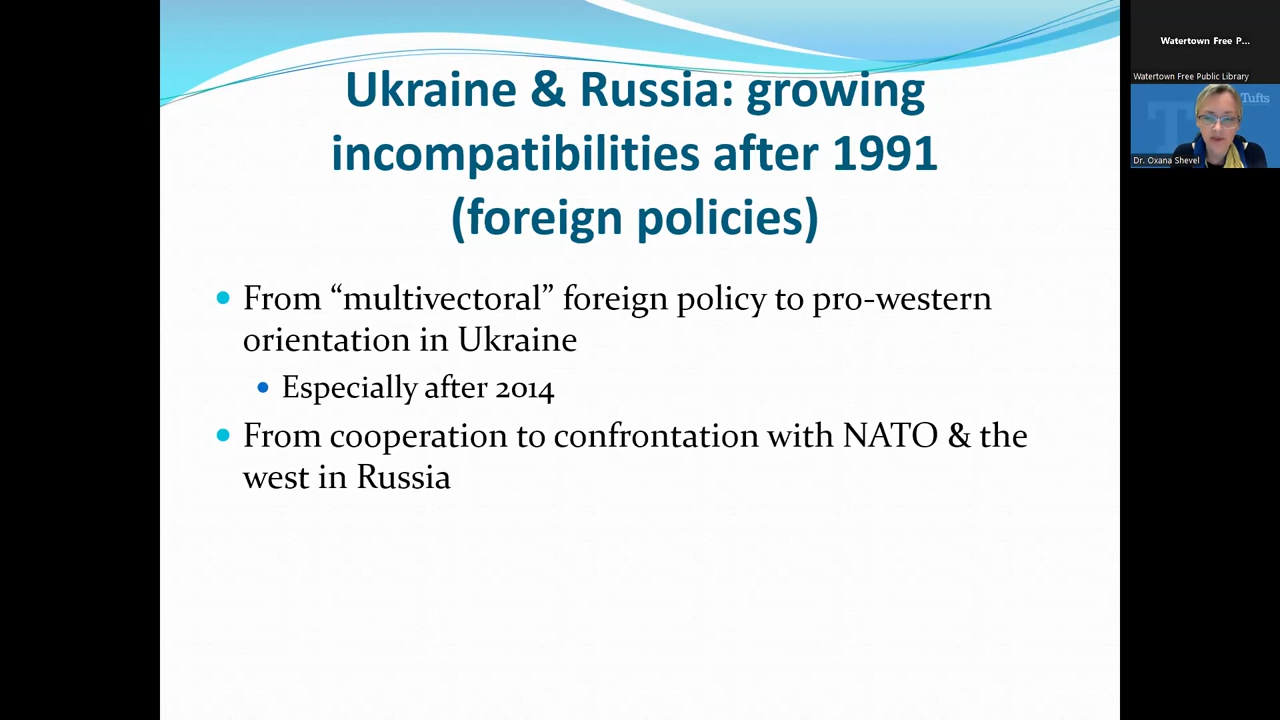 Ukraine & Russia: growing
incompatibilities after 1991
(foreign policies)
From “multivectoral” foreign policy to pro-western
orientation in Ukraine
Especially after 2014
From cooperation to confrontation with NATO & the
west in Russia
Watertown Free P...
Watertown Free Public Library
Tufts
T
Dr. Oxana Shevel